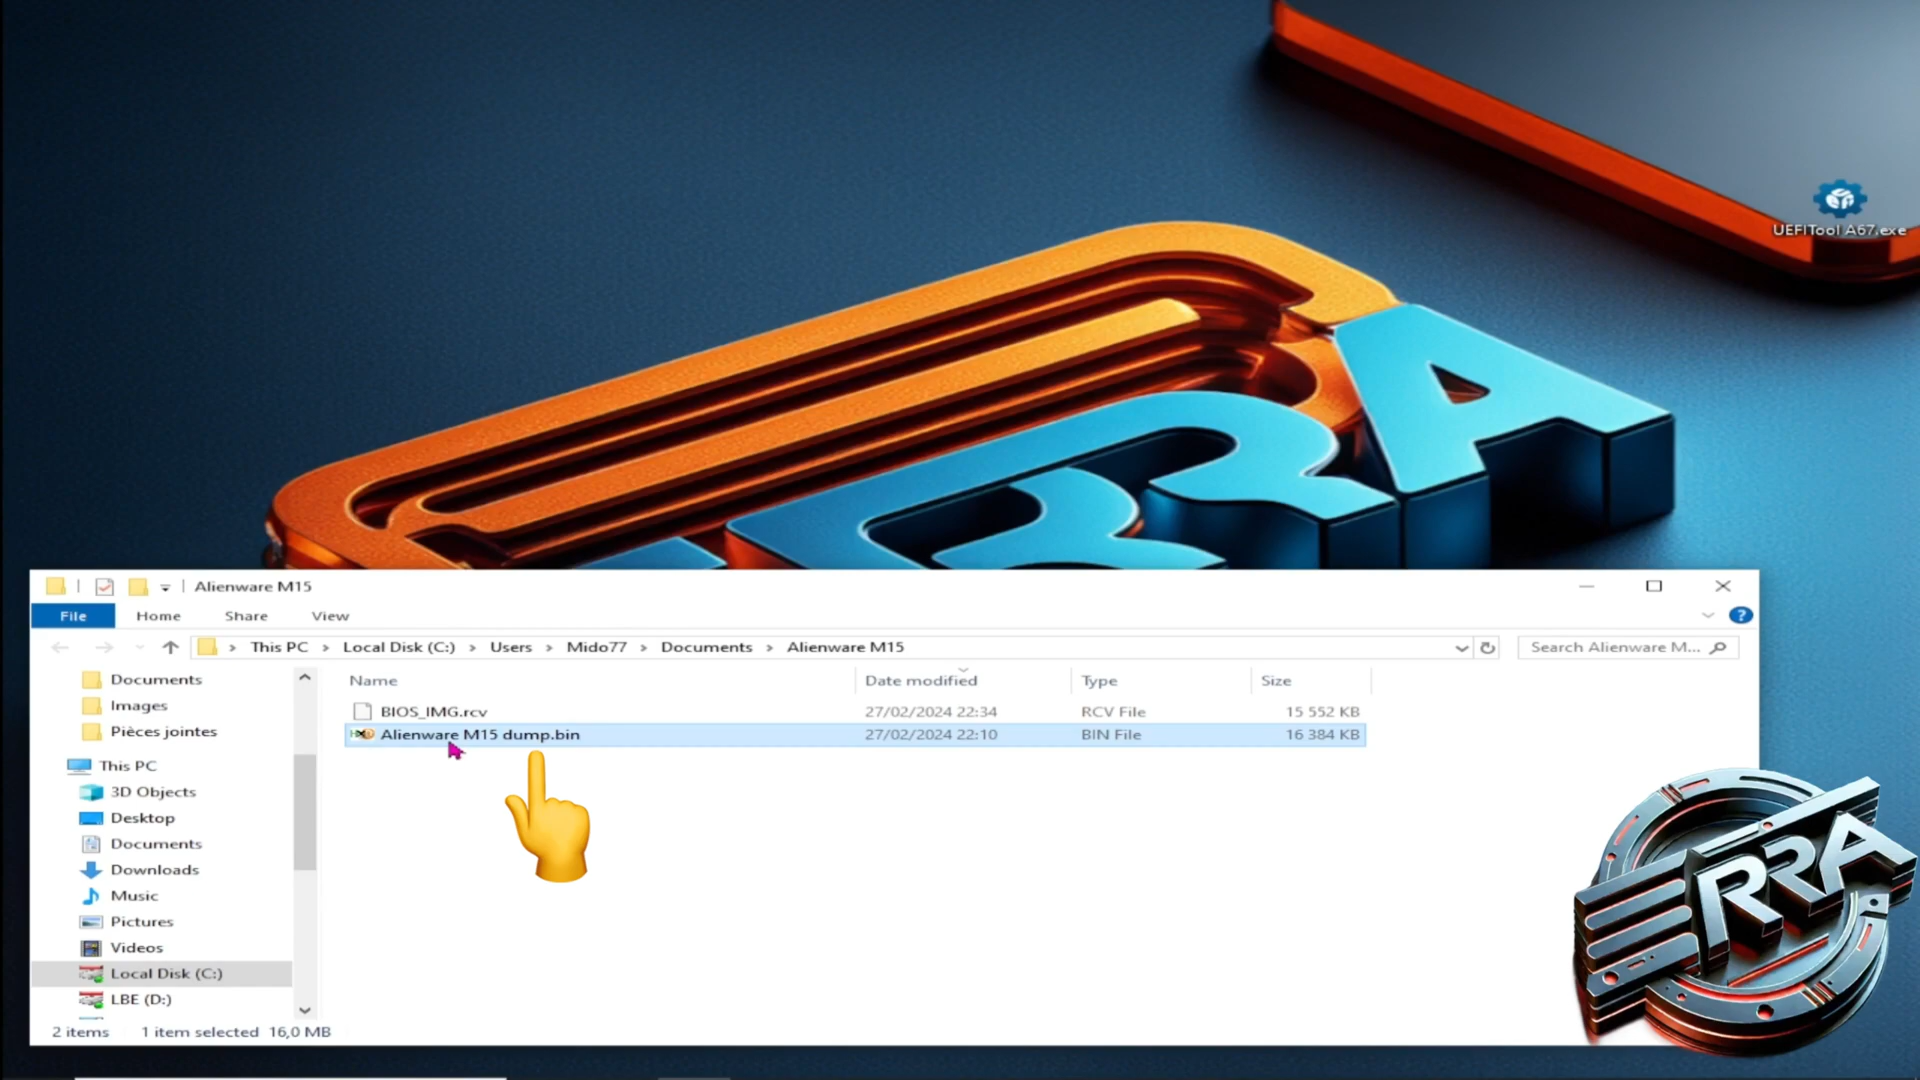 UEFITool A67.exe
RRA
Alienware M15
File Home Share View
This PC Local Disk (C:) Users Mido77 Documents Alienware M15
Search Alienware M...
Documents
Images
Pièces jointes
This PC
3D Objects
Desktop
Documents
Downloads
Music
Pictures
Videos
Local Disk (C:)
LBE (D:)
Name Date modified Type Size
BIOS_IMG.rcv 27/02/2024 22:34 RCV File 15 552 KB
Alienware M15 dump.bin 27/02/2024 22:10 BIN File 16 384 KB
2 items 1 item selected 16,0 MB
RRA